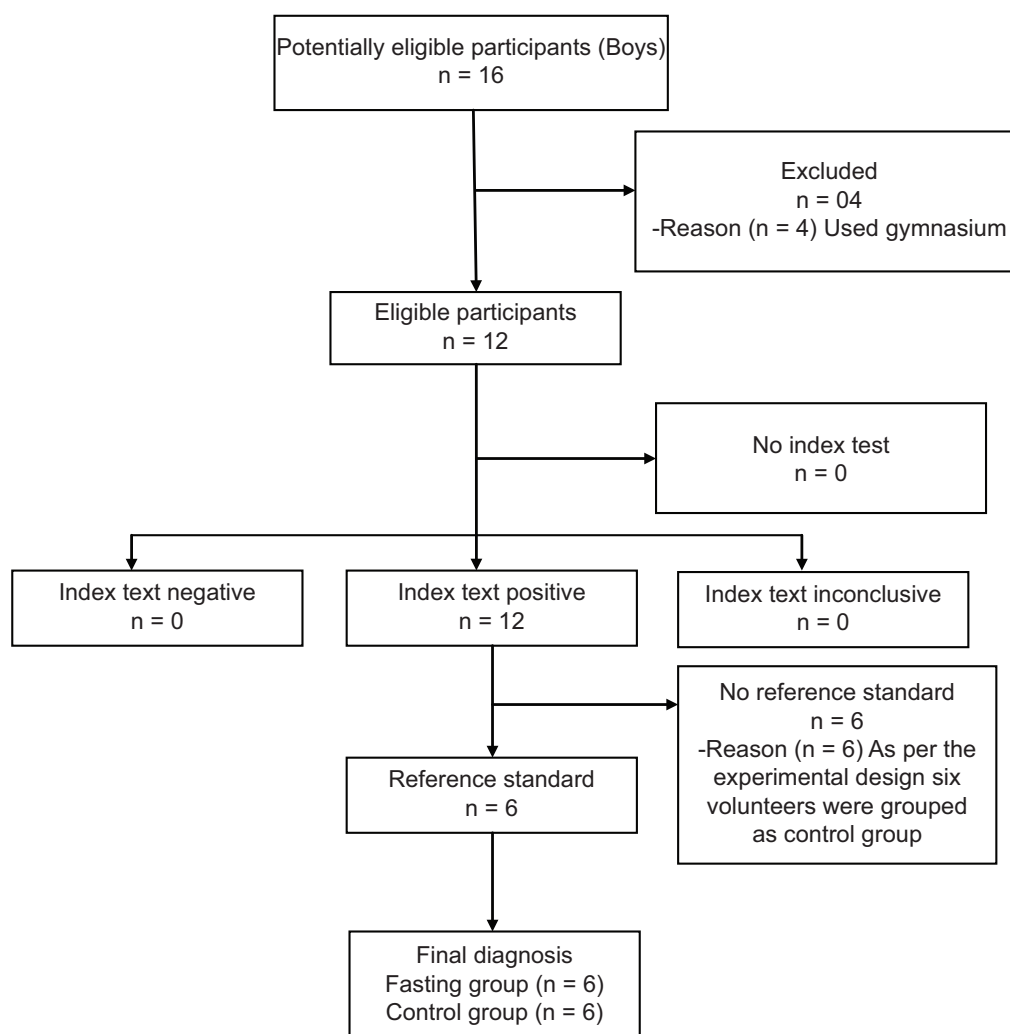 Potentially eligible participants (Boys)
n = 16
Excluded
n = 04
-Reason (n = 4) Used gymnasium
Eligible participants
n = 12
No index test
n = 0
Index text negative
n = 0
Index text positive
n = 12
Index text inconclusive
n = 0
No reference standard
n = 6
-Reason (n = 6) As per the
experimental design six
volunteers were grouped
as control group
Reference standard
n = 6
Final diagnosis
Fasting group (n = 6)
Control group (n = 6)